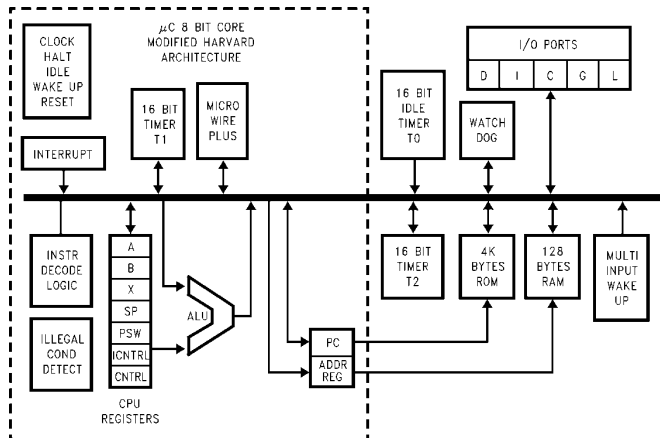 μC 8 BIT CORE
MODIFIED HARVARD
ARCHITECTURE
CLOCK
HALT
IDLE
WAKE UP
RESET
I/O PORTS
D I C G L
16 BIT
TIMER
T1
MICRO
WIRE
PLUS
16 BIT
IDLE
TIMER
T0
WATCH
DOG
INTERRUPT
INSTR
DECODE
LOGIC
A
B
X
SP
PSW
ICNTRL
CNTRL
CPU
REGISTERS
ALU
16 BIT
TIMER
T2
4K
BYTES
ROM
128
BYTES
RAM
MULTI
INPUT
WAKE
UP
ILLEGAL
COND
DETECT
PC
ADDR
REG